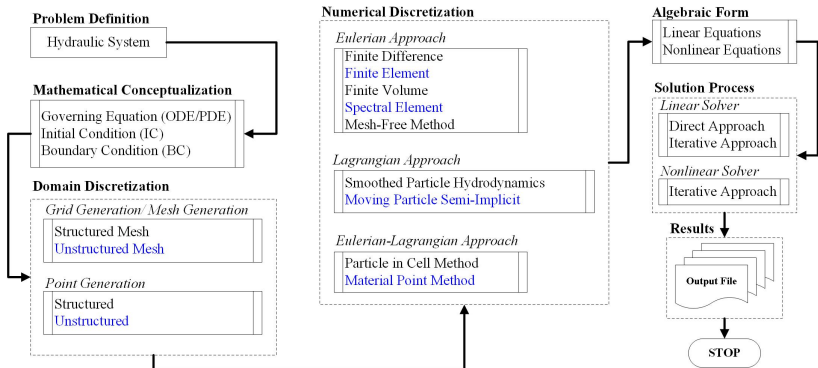 Problem Definition
Hydraulic System
Mathematical Conceptualization
Governing Equation (ODE/PDE)
Initial Condition (IC)
Boundary Condition (BC)
Domain Discretization
Grid Generation/ Mesh Generation
Structured Mesh
Unstructured Mesh
Point Generation
Structured
Unstructured
Numerical Discretization
Eulerian Approach
Finite Difference
Finite Element
Finite Volume
Spectral Element
Mesh-Free Method
Lagrangian Approach
Smoothed Particle Hydrodynamics
Moving Particle Semi-Implicit
Eulerian-Lagrangian Approach
Particle in Cell Method
Material Point Method
Algebraic Form
Linear Equations
Nonlinear Equations
Solution Process
Linear Solver
Direct Approach
Iterative Approach
Nonlinear Solver
Iterative Approach
Results
Output File
STOP